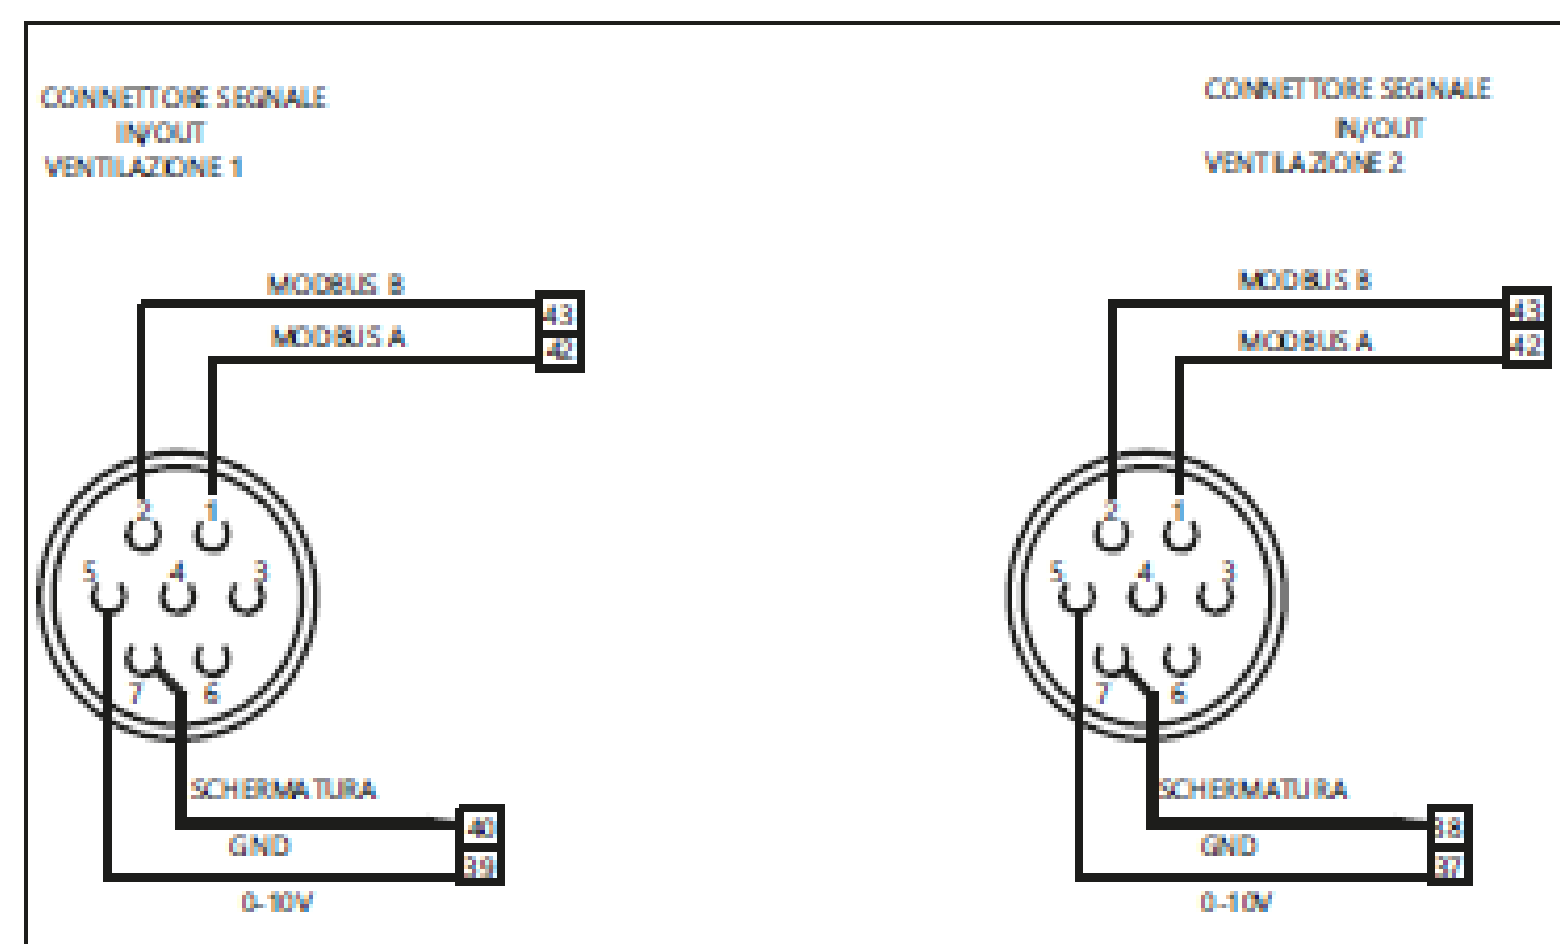 CONNETTORE SEGNALE
IN/OUT
VENTILAZIONE 1
MODBUS B
43
MODBUS A
42
2 1
5 4 3
7 6
SCHERMATURA
40
GND
39
0-10V
CONNETTORE SEGNALE
IN/OUT
VENTILAZIONE 2
MODBUS B
43
MODBUS A
42
2 1
5 4 3
7 6
SCHERMATURA
38
GND
37
0-10V